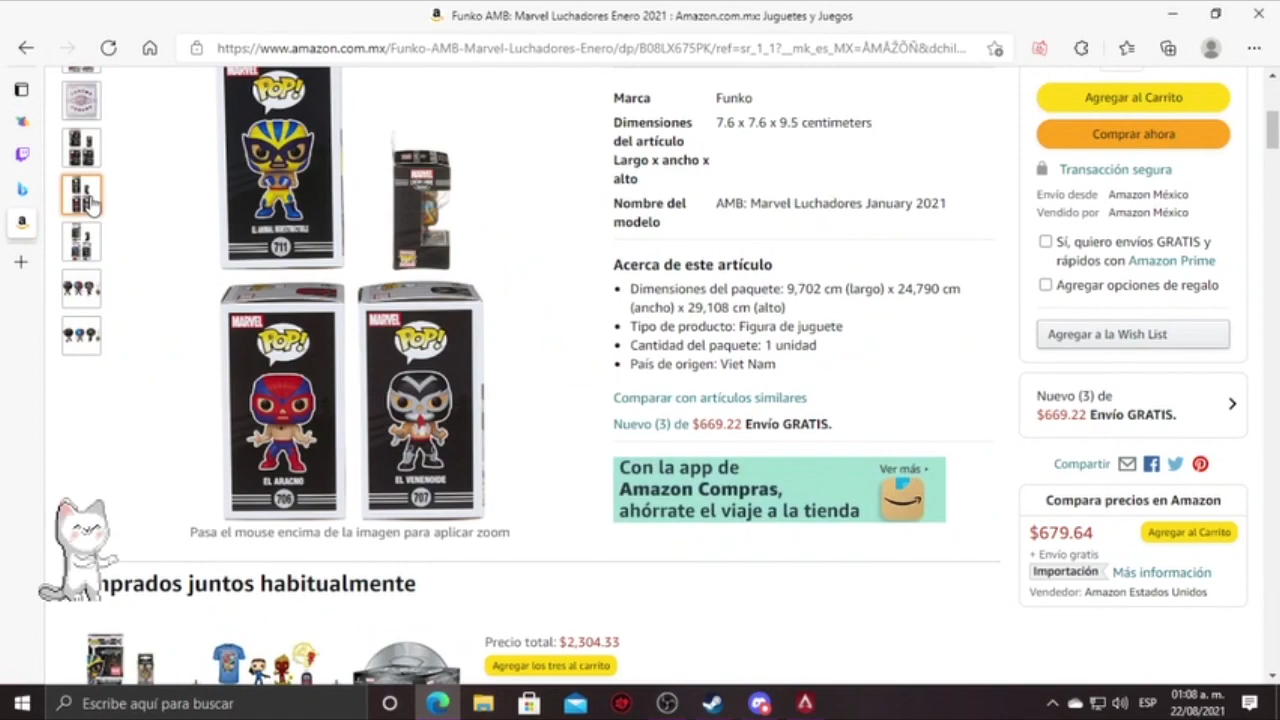 Funko AMB: Marvel Luchadores Enero 2021 : Amazon.com.mx: Juguetes y Juegos
https://www.amazon.com.mx/Funko-AMB-Marvel-Luchadores-Enero/dp/B08LX675PK/ref=sr_1_1?__mk_es_MX=ÅMÅŽÕÑ&dchil...
MARVEL
POP!
EL ANIMAL INDESTRUCTIBLE
711
MARVEL
POP!
MARVEL
POP!
EL ARACNO
706
MARVEL
POP!
EL VENENOIDE
707
Pasa el mouse encima de la imagen para aplicar zoom
Marca Funko
Dimensiones 7.6 x 7.6 x 9.5 centimeters
del artículo
Largo x ancho x
alto
Nombre del AMB: Marvel Luchadores January 2021
modelo
Acerca de este artículo
• Dimensiones del paquete: 9,702 cm (largo) x 24,790 cm
(ancho) x 29,108 cm (alto)
• Tipo de producto: Figura de juguete
• Cantidad del paquete: 1 unidad
• País de origen: Viet Nam
Comparar con artículos similares
Nuevo (3) de $669.22 Envío GRATIS.
Con la app de
Amazon Compras,
ahórrate el viaje a la tienda
Ver más
Agregar al Carrito
Comprar ahora
Transacción segura
Envío desde Amazon México
Vendido por Amazon México
Sí, quiero envíos GRATIS y
rápidos con Amazon Prime
Agregar opciones de regalo
Agregar a la Wish List
Nuevo (3) de
$669.22 Envío GRATIS.
Compartir
Compara precios en Amazon
$679.64 Agregar al Carrito
+ Envío gratis
Importación Más información
Vendedor: Amazon Estados Unidos
mprados juntos habitualmente
Precio total: $2,304.33
Agregar los tres al carrito
Escribe aquí para buscar
ESP
01:08 a. m.
22/08/2021